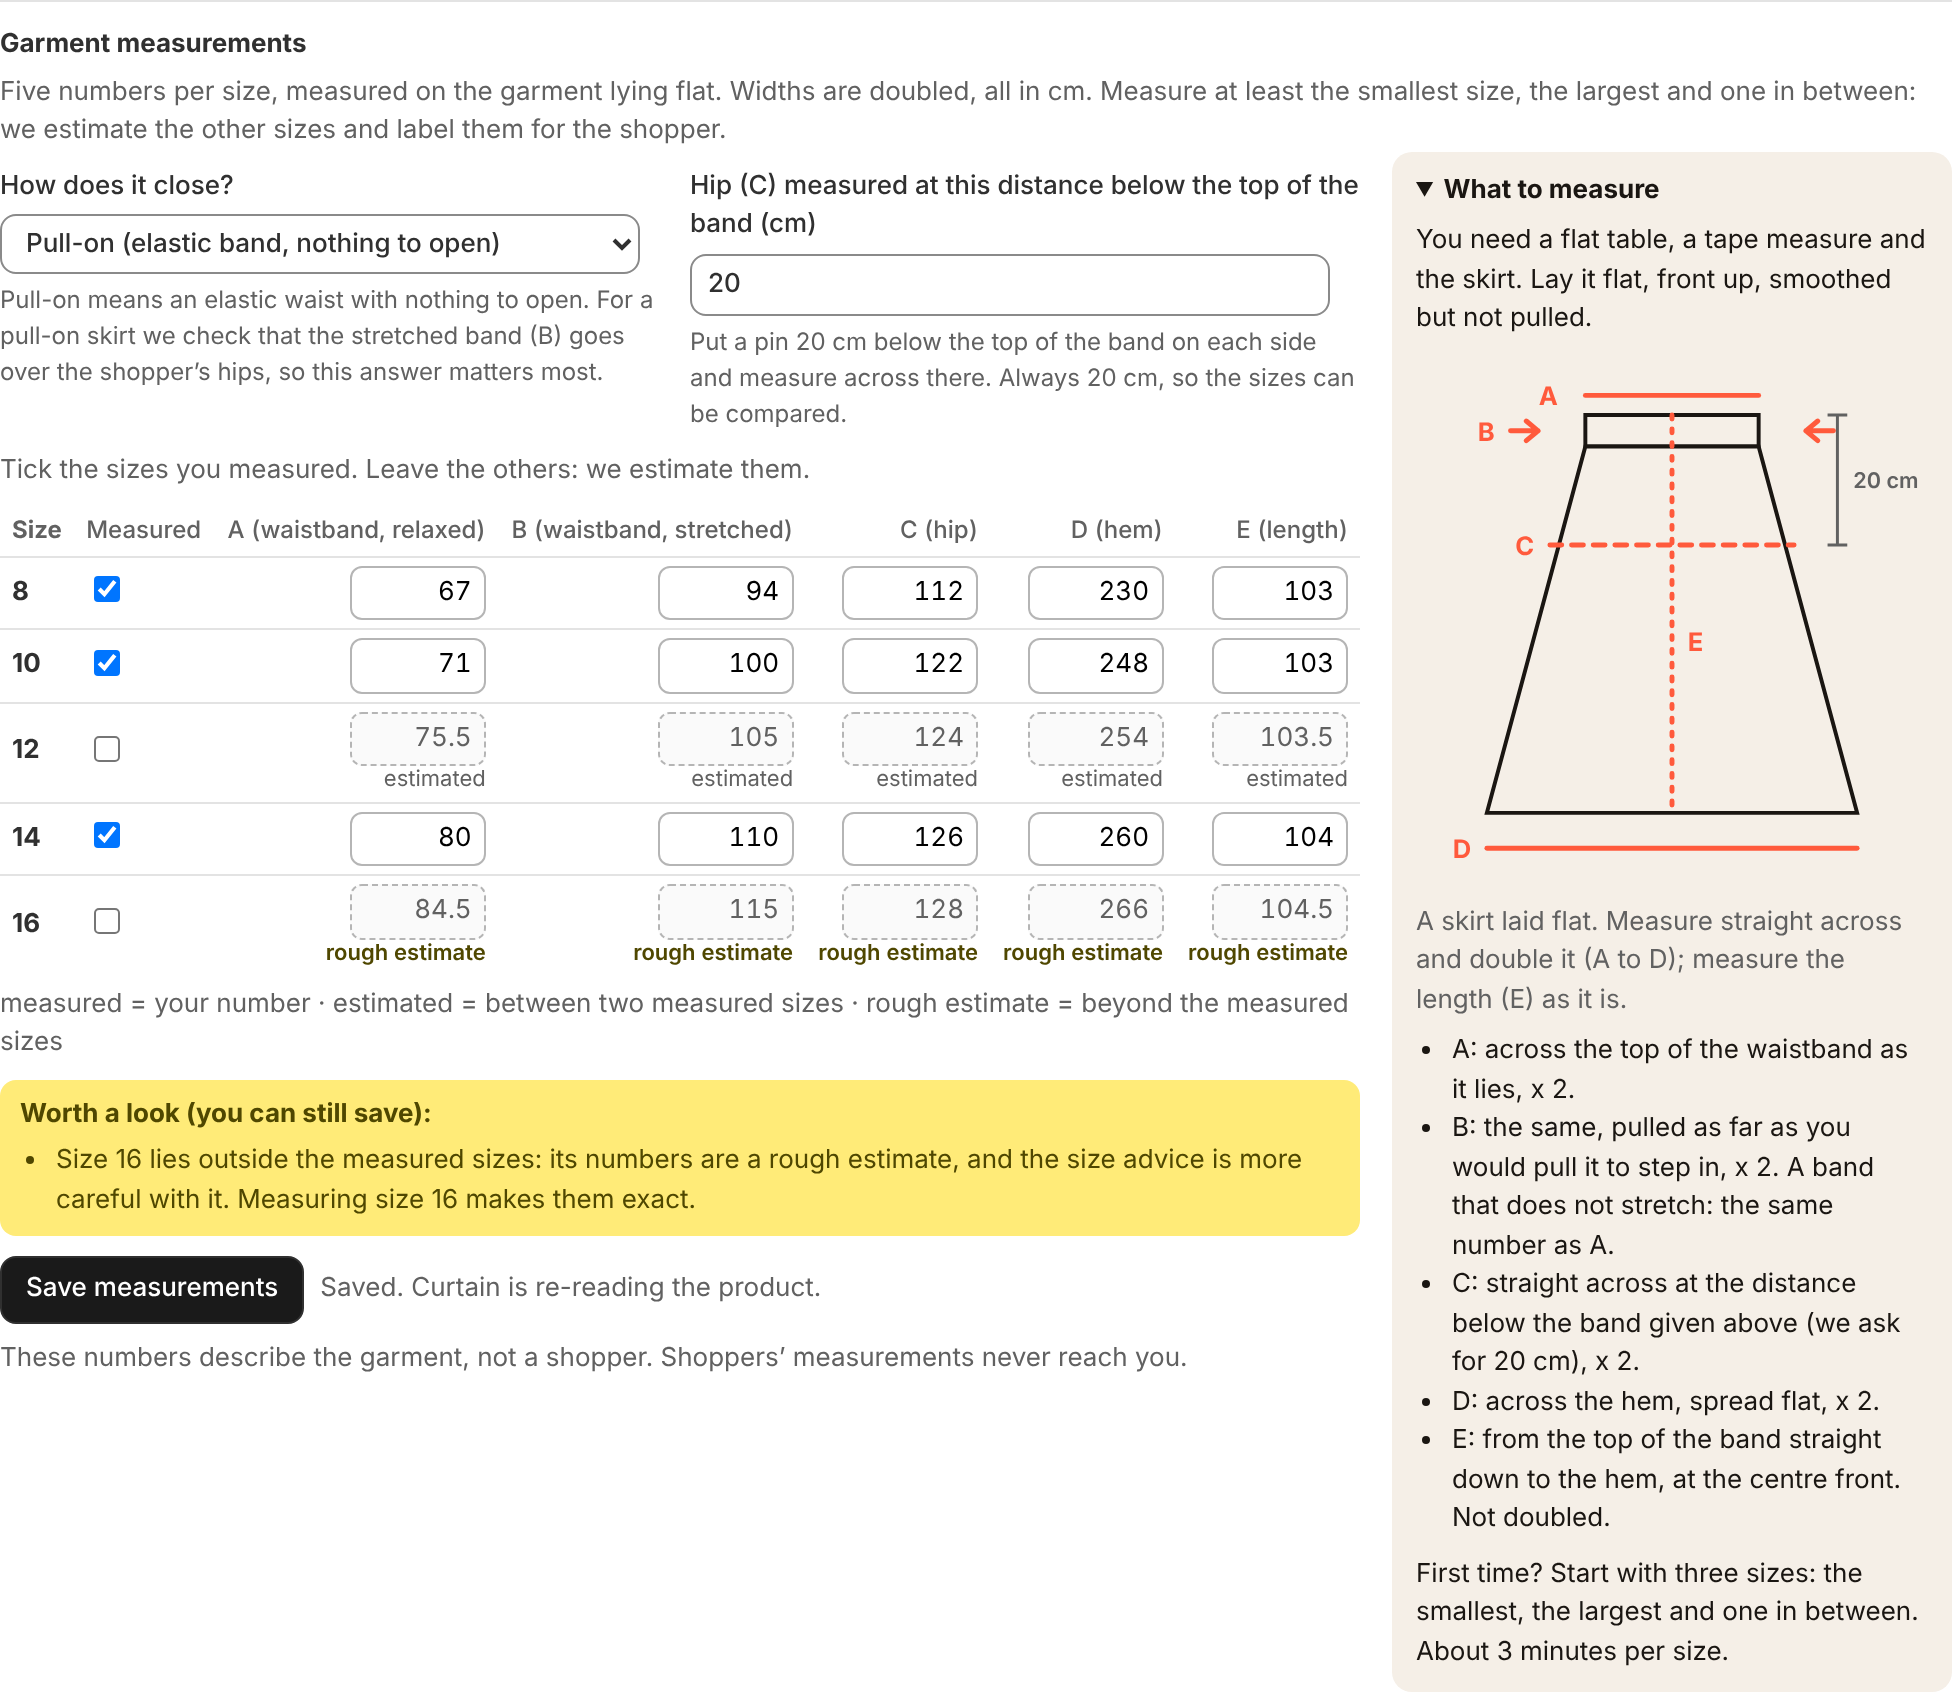 Garment measurements
Five numbers per size, measured on the garment lying flat. Widths are doubled, all in cm. Measure at least the smallest size, the largest and one in between:
we estimate the other sizes and label them for the shopper.
How does it close?
Pull-on (elastic band, nothing to open)
Pull-on means an elastic waist with nothing to open. For a
pull-on skirt we check that the stretched band (B) goes
over the shopper’s hips, so this answer matters most.
Hip (C) measured at this distance below the top of the
band (cm)
20
Put a pin 20 cm below the top of the band on each side
and measure across there. Always 20 cm, so the sizes can
be compared.
Tick the sizes you measured. Leave the others: we estimate them.
Size Measured A (waistband, relaxed) B (waistband, stretched) C (hip) D (hem) E (length)
8 67 94 112 230 103
10 71 100 122 248 103
12 75.5 105 124 254 103.5
estimated estimated estimated estimated estimated
14 80 110 126 260 104
16 84.5 115 128 266 104.5
rough estimate rough estimate rough estimate rough estimate rough estimate
measured = your number · estimated = between two measured sizes · rough estimate = beyond the measured
sizes
Worth a look (you can still save):
• Size 16 lies outside the measured sizes: its numbers are a rough estimate, and the size advice is more
careful with it. Measuring size 16 makes them exact.
Save measurements Saved. Curtain is re-reading the product.
These numbers describe the garment, not a shopper. Shoppers’ measurements never reach you.
▼ What to measure
You need a flat table, a tape measure and
the skirt. Lay it flat, front up, smoothed
but not pulled.
A
B
20 cm
C
E
D
A skirt laid flat. Measure straight across
and double it (A to D); measure the
length (E) as it is.
• A: across the top of the waistband as
it lies, x 2.
• B: the same, pulled as far as you
would pull it to step in, x 2. A band
that does not stretch: the same
number as A.
• C: straight across at the distance
below the band given above (we ask
for 20 cm), x 2.
• D: across the hem, spread flat, x 2.
• E: from the top of the band straight
down to the hem, at the centre front.
Not doubled.
First time? Start with three sizes: the
smallest, the largest and one in between.
About 3 minutes per size.